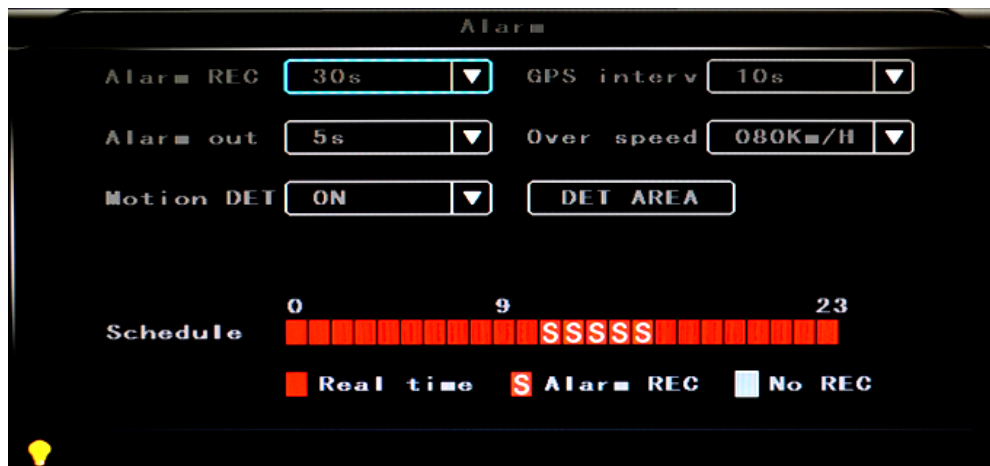 Alarm
Alarm REC 30s GPS interv 10s
Alarm out 5s Over speed 080Km/H
Motion DET ON DET AREA
0 9 23
Schedule SSSSS
Real time S Alarm REC No REC